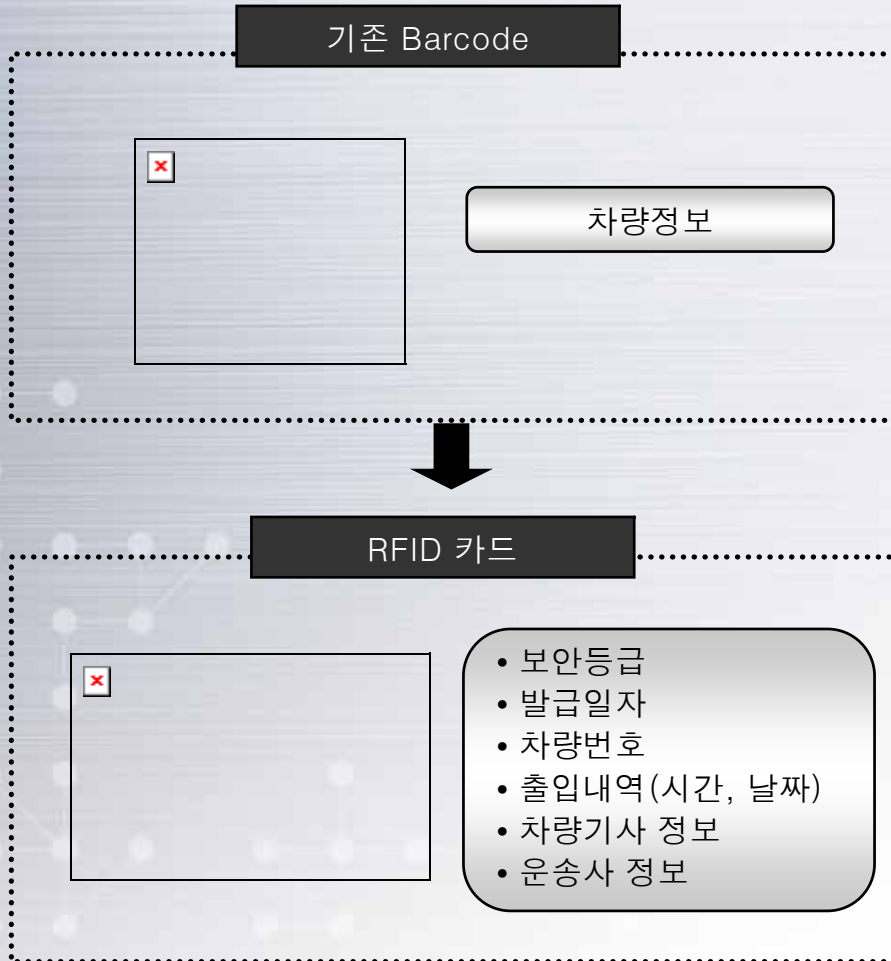 기존 Barcode
차량정보
RFID 카드
• 보안등급
• 발급일자
• 차량번호
• 출입내역(시간, 날짜)
• 차량기사 정보
• 운송사 정보